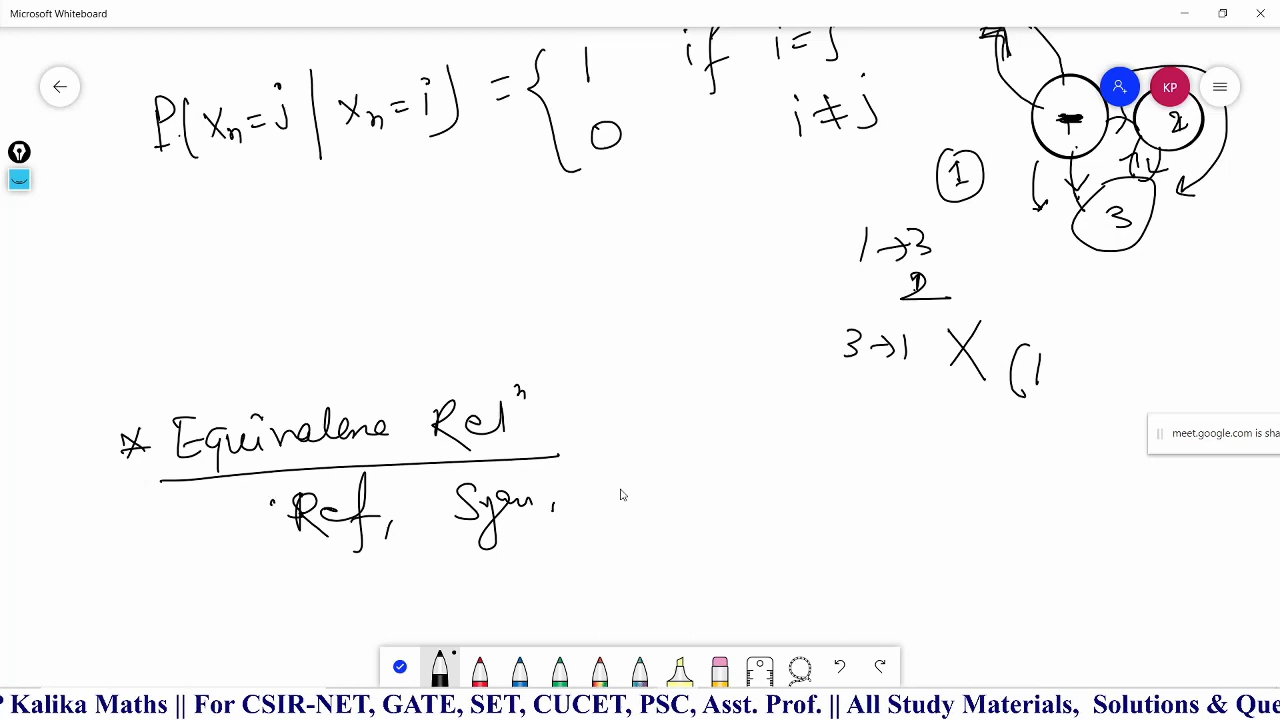 Microsoft Whiteboard
P( Xn = j | Xn = i ) = { 1 if i = j
0 i ≠ j
KP
1 2
3
1
1 → 3
3 → 1 X (1
* Equivalene Relⁿ
Ref, Sym,
meet.google.com is sha
P Kalika Maths || For CSIR-NET, GATE, SET, CUCET, PSC, Asst. Prof. || All Study Materials, Solutions & Que